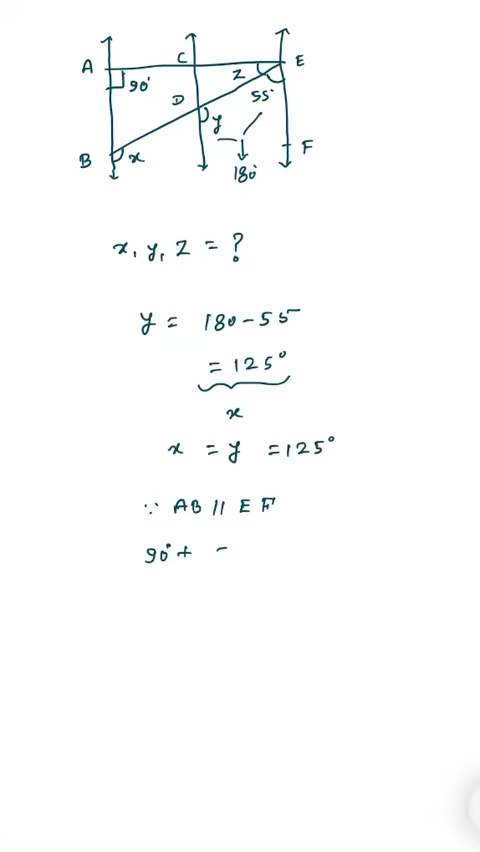 A C E
90° Z
55°
D y
B x F
180°
x, y, Z = ?
y = 180 - 55
= 125°
x
x = y = 125°
∵ AB // EF
90° + -